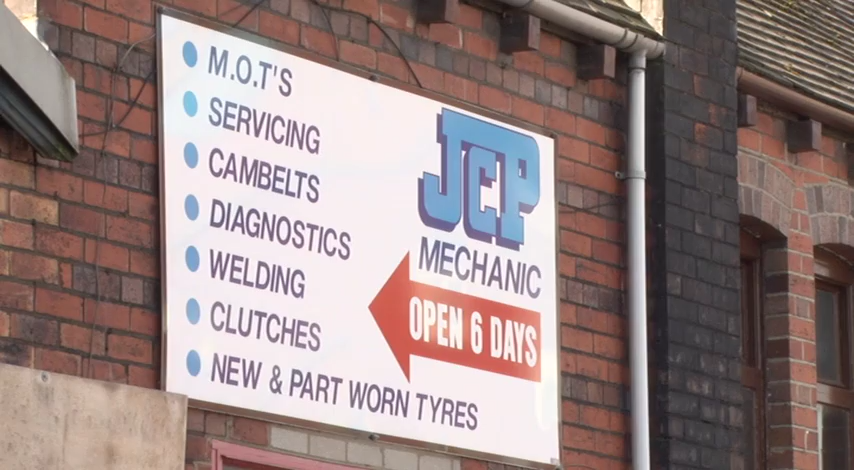 M.O.T'S
SERVICING
CAMBELTS
DIAGNOSTICS
WELDING
CLUTCHES
NEW & PART WORN TYRES
JCP
MECHANIC
OPEN 6 DAYS